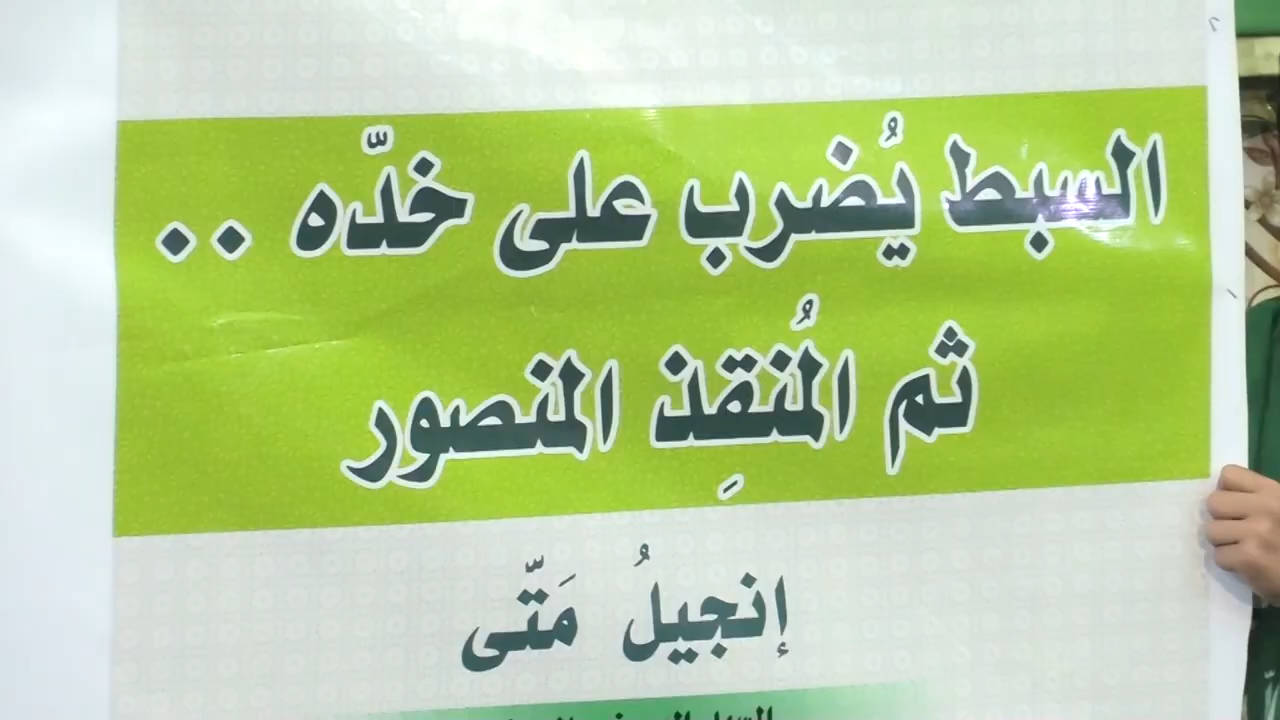 السبط يُضرب على خدّه ..
ثم المُنقِذ المنصور
إنجيلُ مَتّى